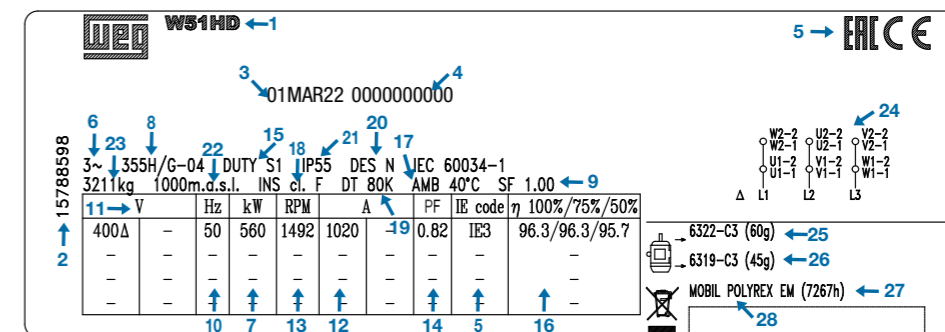 WEG W51HD 1
5 EAC CE
3 4
01MAR22 0000000000
6 8 15 21 20 17 24
23 22 18
3~ 355H/G-04 DUTY S1 IP55 DES N IEC 60034-1
3211kg 1000m.a.s.l. INS cl. F DT 80K AMB 40°C SF 1.00 9
15788598
2
11 V Hz kW RPM A PF IE code η 100%/75%/50%
19
400Δ – 50 560 1492 1020 – 0.82 IE3 96.3/96.3/95.7
– – – – – – – – – –
– – – – – – – – – –
– – – – – – – – – –
10 7 13 12 14 5 16
W2-2 U2-2 V2-2
W2-1 U2-1 V2-1
U1-2 V1-2 W1-2
U1-1 V1-1 W1-1
Δ L1 L2 L3
6322-C3 (60g) 25
6319-C3 (45g) 26
MOBIL POLYREX EM (7267h) 27
28